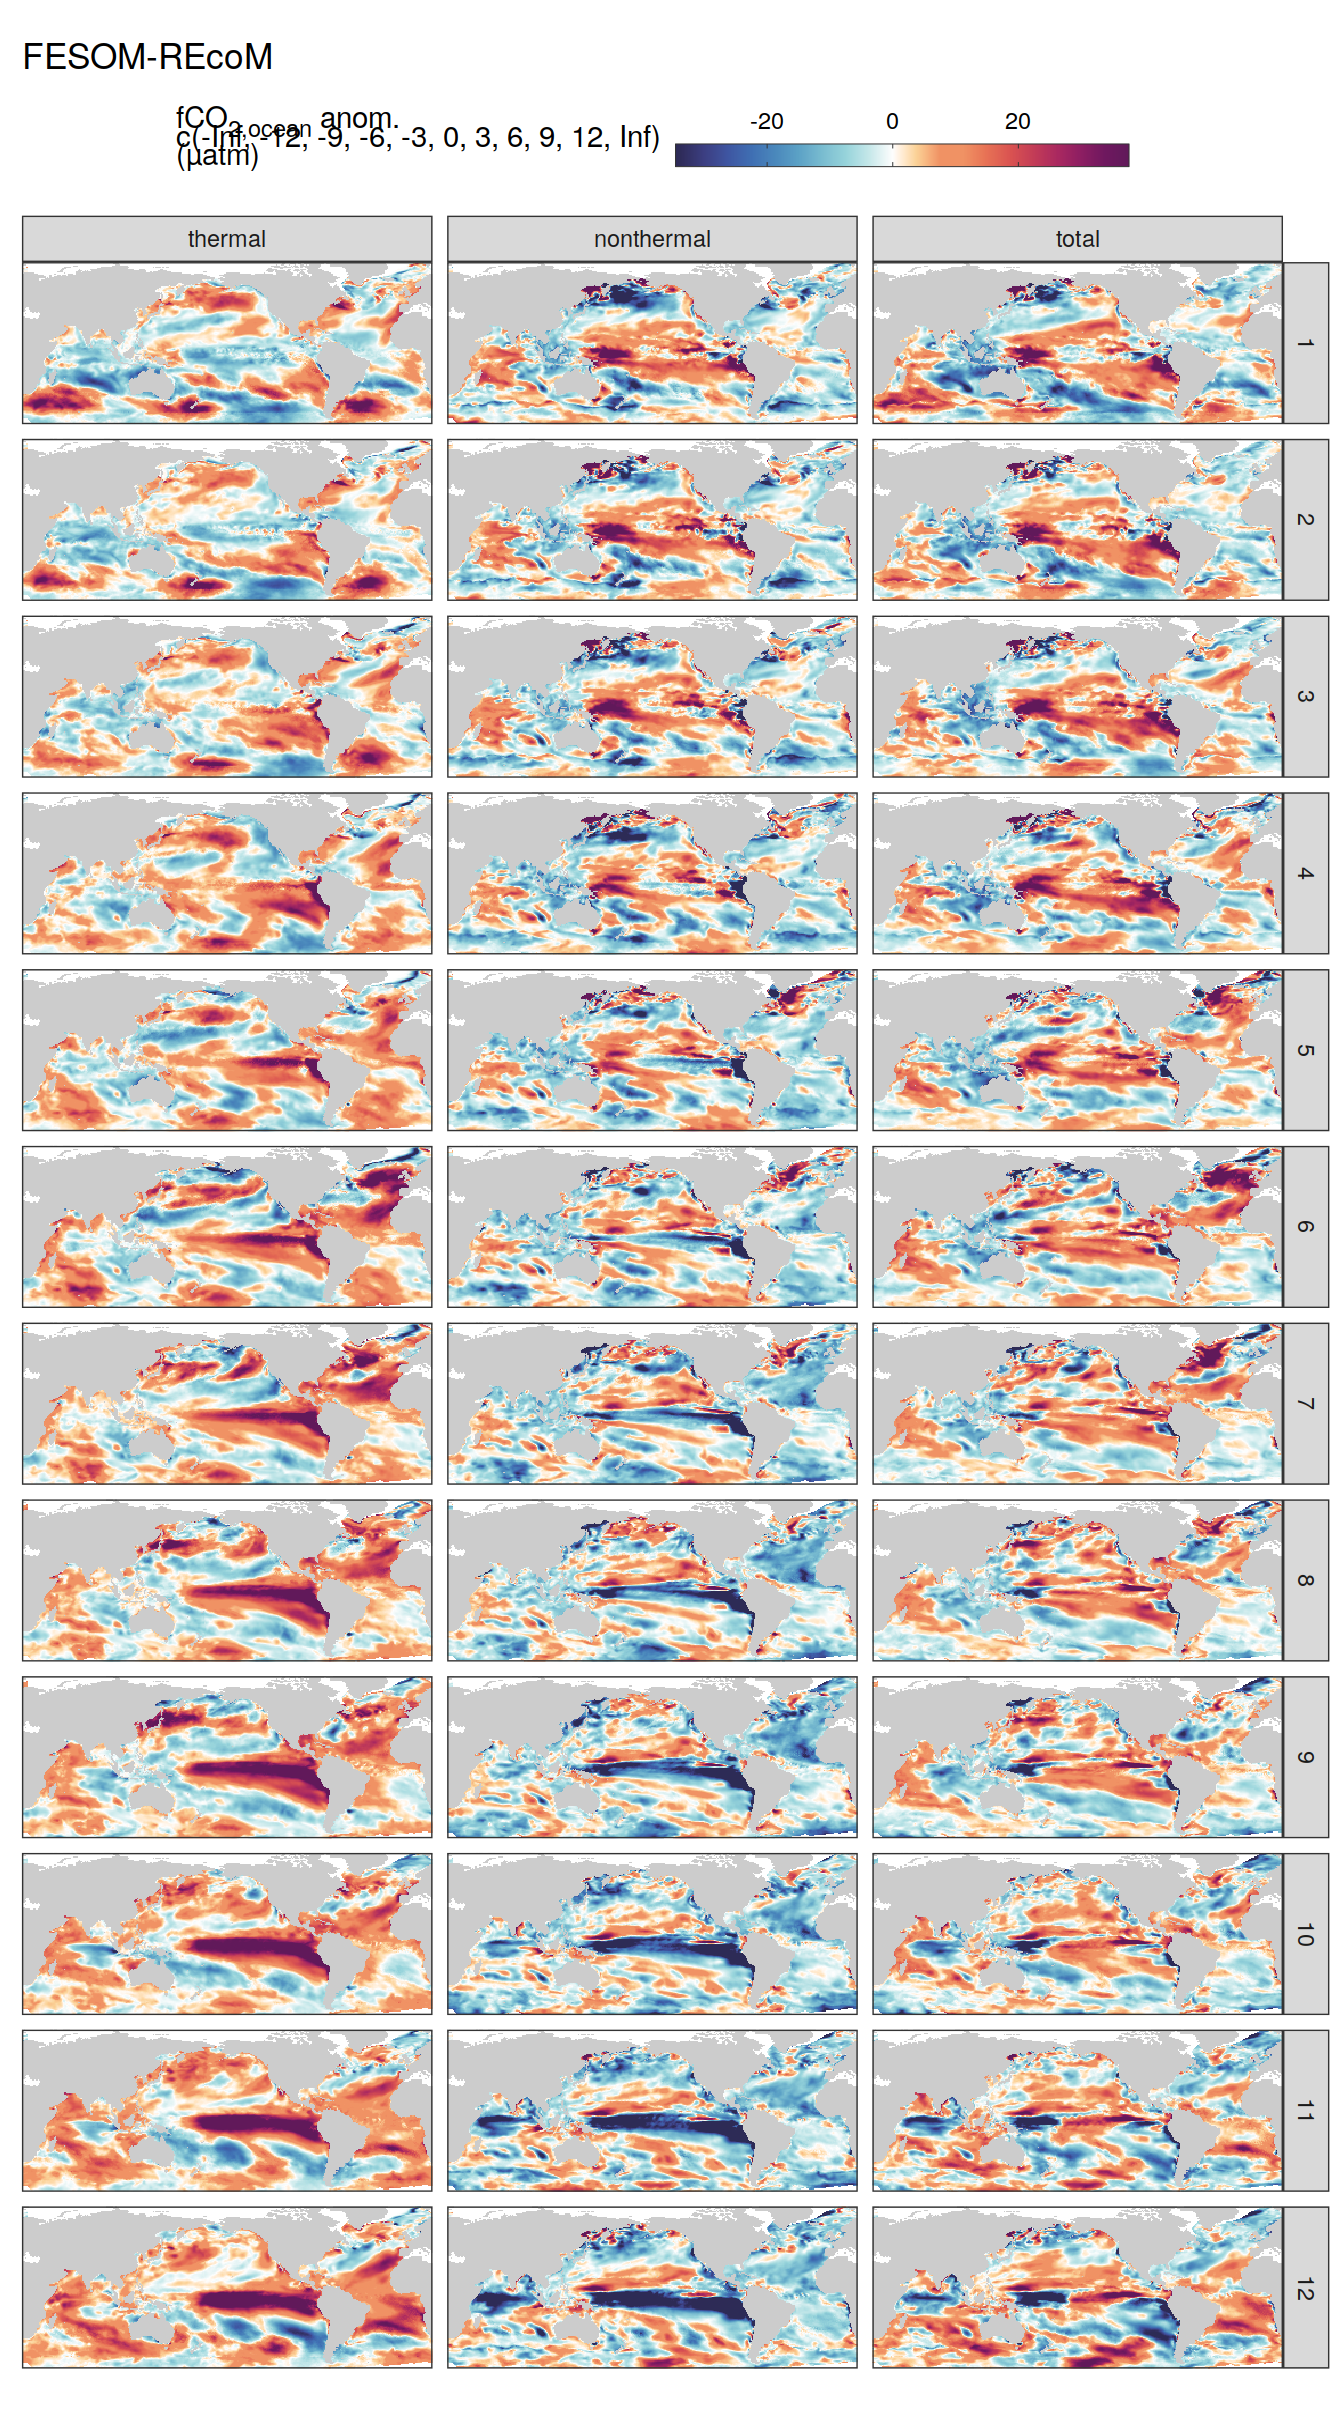 FESOM-REcoM
fCO2,ocean anom.
c(-Inf, -12, -9, -6, -3, 0, 3, 6, 9, 12, Inf)
(µatm)
-20 0 20
thermal nonthermal total
1
2
3
4
5
6
7
8
9
10
11
12